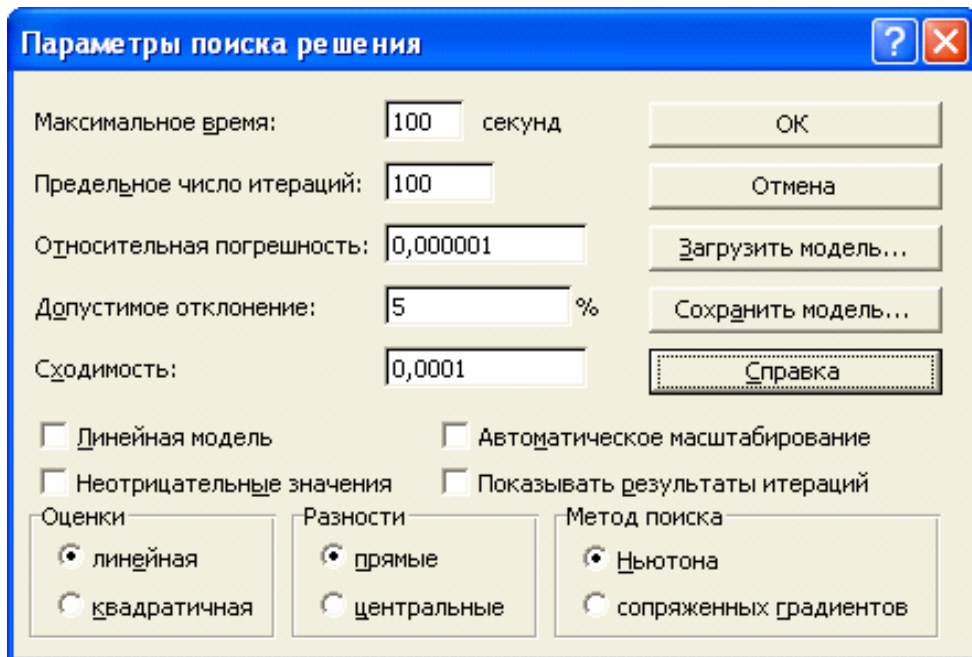 Параметры поиска решения
Максимальное время: 100 секунд ОК
Предельное число итераций: 100 Отмена
Относительная погрешность: 0,000001 Загрузить модель...
Допустимое отклонение: 5 % Сохранить модель...
Сходимость: 0,0001 Справка
Линейная модель Автоматическое масштабирование
Неотрицательные значения Показывать результаты итераций
Оценки Разности Метод поиска
линейная прямые Ньютона
квадратичная центральные сопряженных градиентов